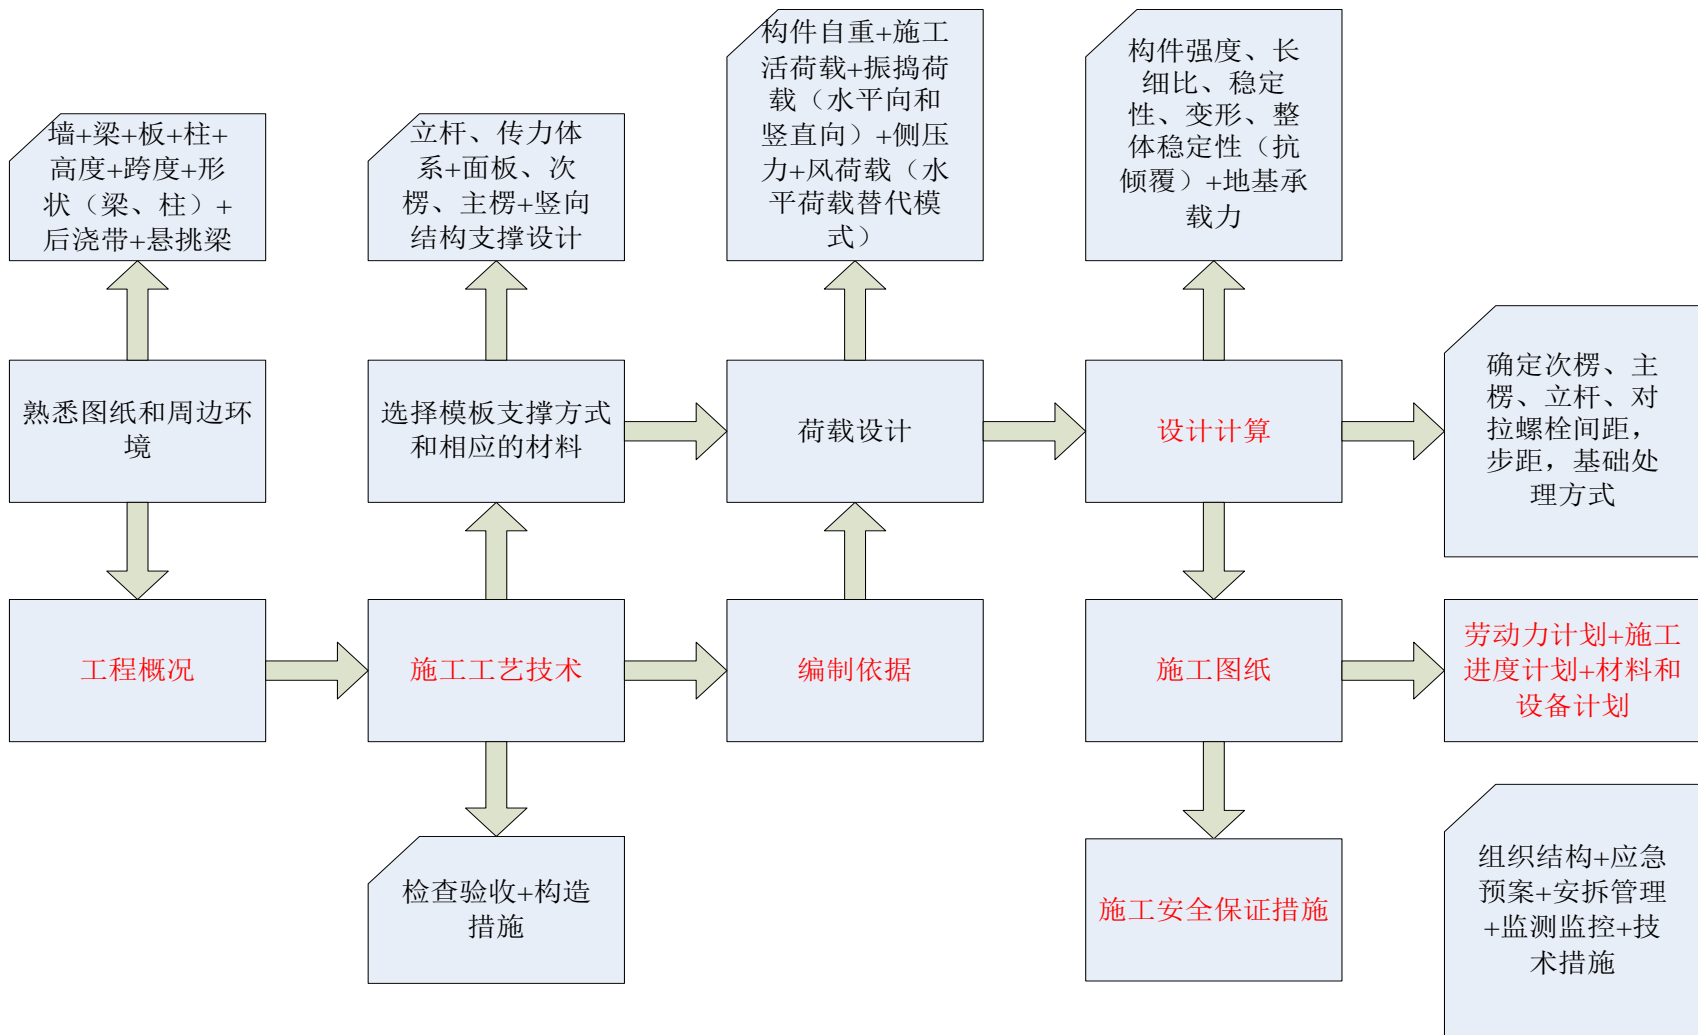 墙+梁+板+柱+
高度+跨度+形
状（梁、柱）+
后浇带+悬挑梁
立杆、传力体
系+面板、次
楞、主楞+竖向
结构支撑设计
构件自重+施工
活荷载+振捣荷
载（水平向和
竖直向）+侧压
力+风荷载（水
平荷载替代模
式）
构件强度、长
细比、稳定
性、变形、整
体稳定性（抗
倾覆）+地基承
载力
熟悉图纸和周边环
境
选择模板支撑方式
和相应的材料
荷载设计
设计计算
确定次楞、主
楞、立杆、对
拉螺栓间距，
步距，基础处
理方式
工程概况
施工工艺技术
编制依据
施工图纸
劳动力计划+施工
进度计划+材料和
设备计划
检查验收+构造
措施
施工安全保证措施
组织结构+应急
预案+安拆管理
+监测监控+技
术措施